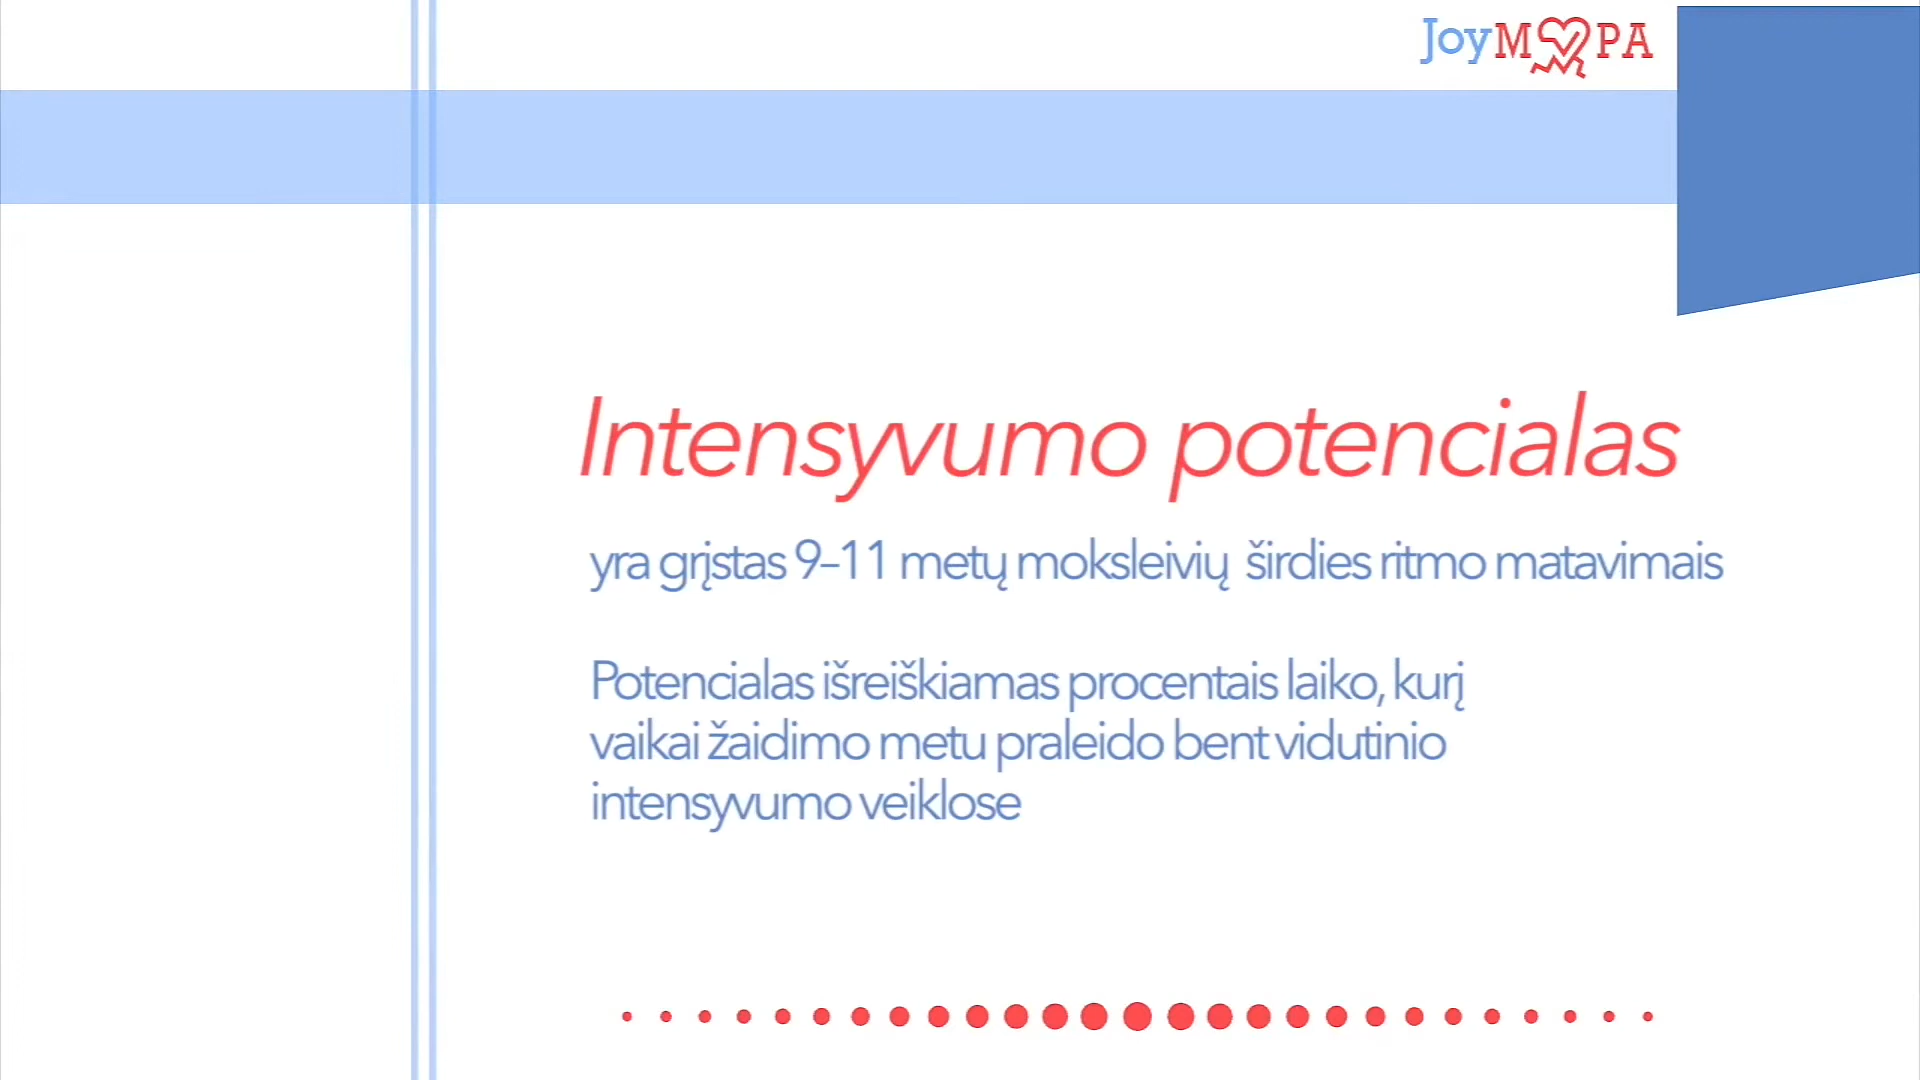 JoyMOPA
Intensyvumo potencialas
yra grįstas 9–11 metų moksleivių širdies ritmo matavimais
Potencialas išreiškiamas procentais laiko, kurį
vaikai žaidimo metu praleido bent vidutinio
intensyvumo veiklose